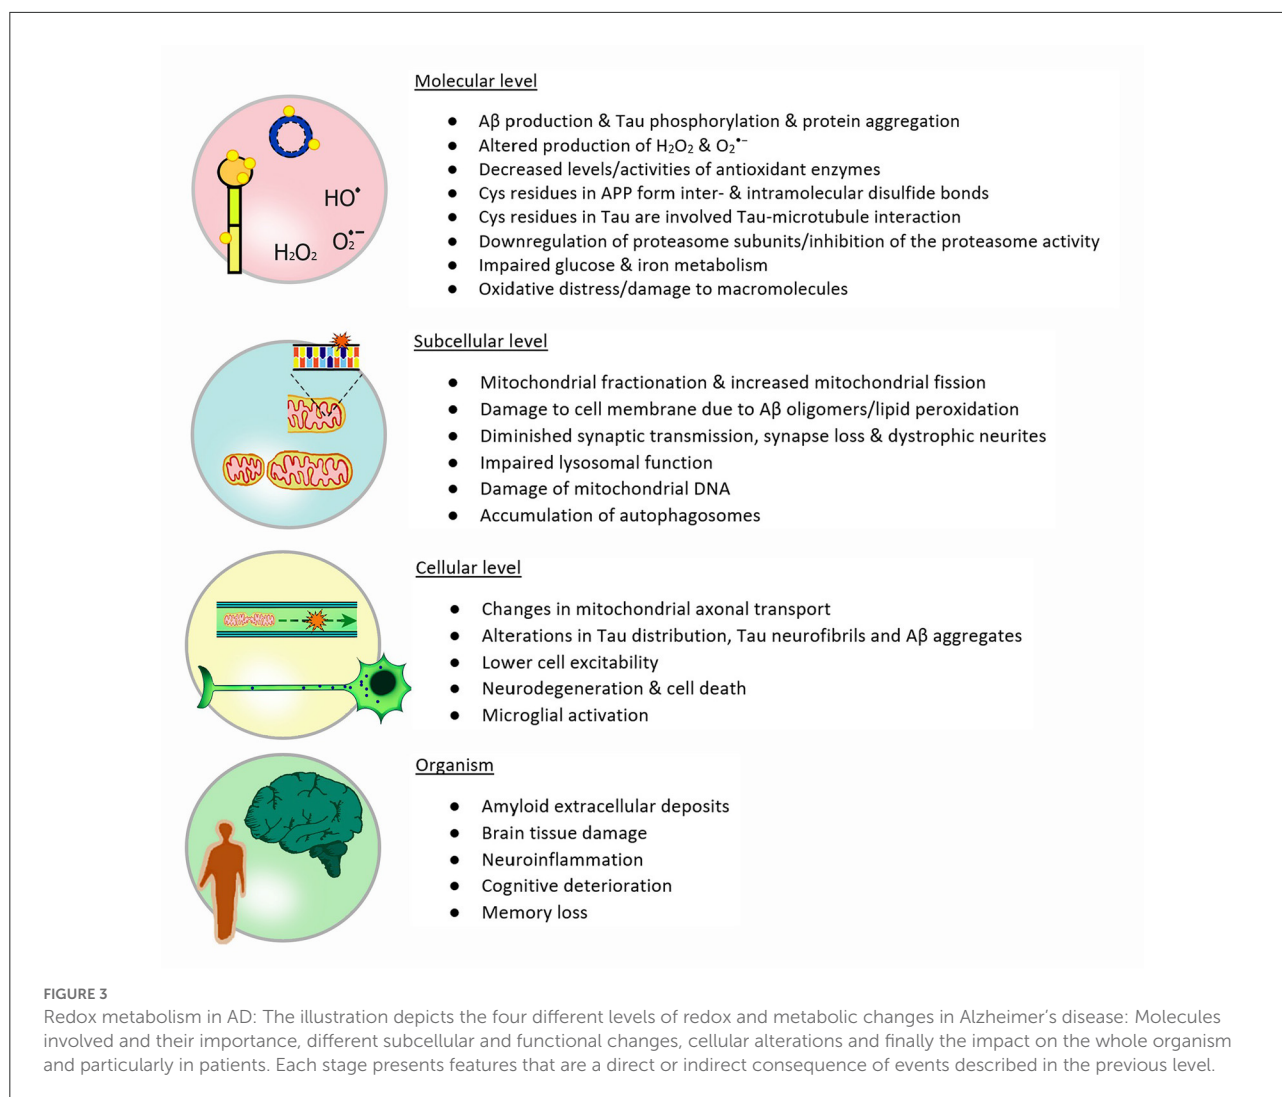 Molecular level
● Aβ production & Tau phosphorylation & protein aggregation
● Altered production of H₂O₂ & O₂•⁻
● Decreased levels/activities of antioxidant enzymes
● Cys residues in APP form inter- & intramolecular disulfide bonds
● Cys residues in Tau are involved Tau-microtubule interaction
● Downregulation of proteasome subunits/inhibition of the proteasome activity
● Impaired glucose & iron metabolism
● Oxidative distress/damage to macromolecules
HO•
H₂O₂
O₂•⁻
Subcellular level
● Mitochondrial fractionation & increased mitochondrial fission
● Damage to cell membrane due to Aβ oligomers/lipid peroxidation
● Diminished synaptic transmission, synapse loss & dystrophic neurites
● Impaired lysosomal function
● Damage of mitochondrial DNA
● Accumulation of autophagosomes
Cellular level
● Changes in mitochondrial axonal transport
● Alterations in Tau distribution, Tau neurofibrils and Aβ aggregates
● Lower cell excitability
● Neurodegeneration & cell death
● Microglial activation
Organism
● Amyloid extracellular deposits
● Brain tissue damage
● Neuroinflammation
● Cognitive deterioration
● Memory loss
FIGURE 3
Redox metabolism in AD: The illustration depicts the four different levels of redox and metabolic changes in Alzheimer's disease: Molecules
involved and their importance, different subcellular and functional changes, cellular alterations and finally the impact on the whole organism
and particularly in patients. Each stage presents features that are a direct or indirect consequence of events described in the previous level.